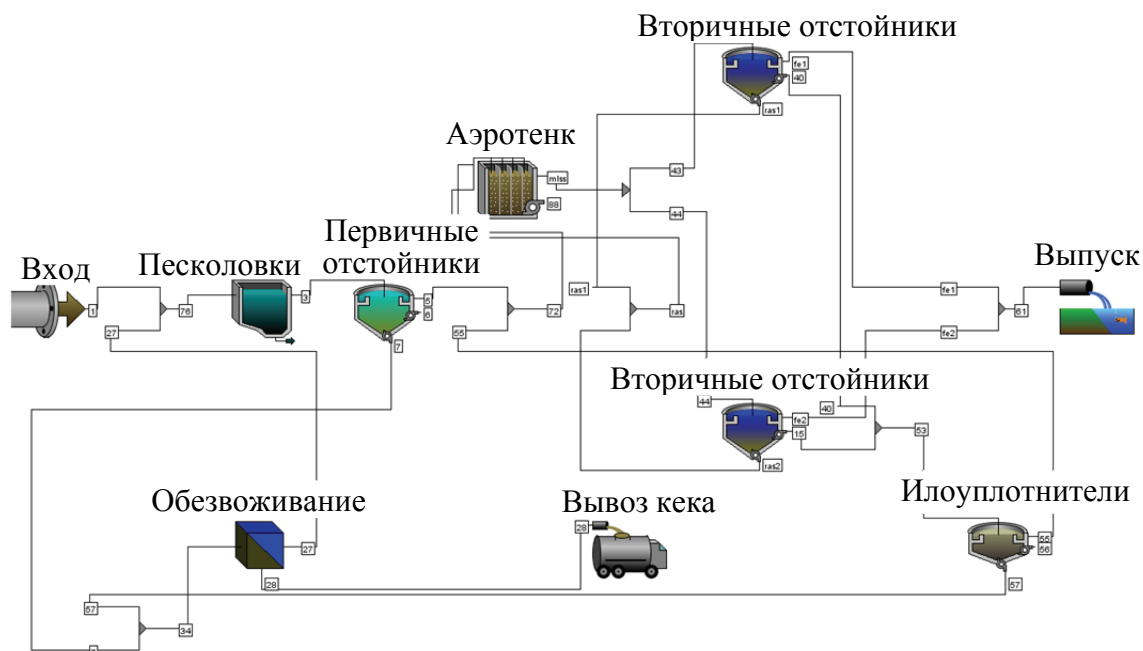 Вторичные отстойники
fe1
40
ras1
Аэротенк
mlss
88
43
44
Первичные
отстойники
Вход
Песколовки
Выпуск
1
27
76
3
5
6
7
55
72
ras1
ras
fe1
fe2
61
Вторичные отстойники
44
fe2
15
ras2
40
53
Обезвоживание
Вывоз кека
Илоуплотнители
27
28
28
55
56
57
57
34